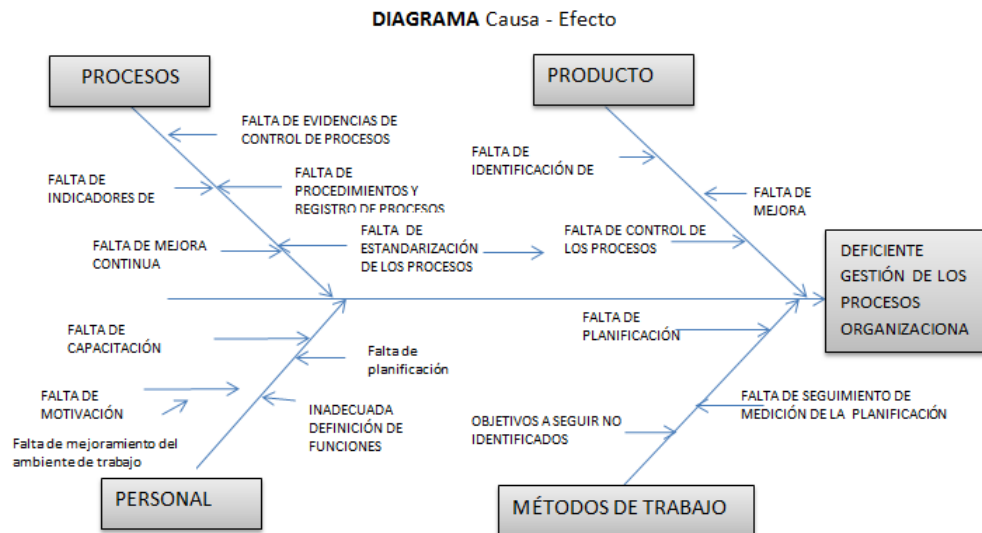 DIAGRAMA Causa - Efecto
PROCESOS
PRODUCTO
FALTA DE EVIDENCIAS DE
CONTROL DE PROCESOS
FALTA DE
INDICADORES DE
FALTA DE
PROCEDIMIENTOS Y
REGISTRO DE PROCESOS
FALTA DE MEJORA
CONTINUA
FALTA DE
ESTANDARIZACIÓN
DE LOS PROCESOS
FALTA DE
IDENTIFICACIÓN DE
FALTA DE
MEJORA
FALTA DE CONTROL DE
LOS PROCESOS
DEFICIENTE
GESTIÓN DE LOS
PROCESOS
ORGANIZACIONA
FALTA DE
CAPACITACIÓN
Falta de
planificación
FALTA DE
MOTIVACIÓN
Falta de mejoramiento del
ambiente de trabajo
INADECUADA
DEFINICIÓN DE
FUNCIONES
FALTA DE
PLANIFICACIÓN
FALTA DE SEGUIMIENTO DE
MEDICIÓN DE LA PLANIFICACIÓN
OBJETIVOS A SEGUIR NO
IDENTIFICADOS
PERSONAL
MÉTODOS DE TRABAJO